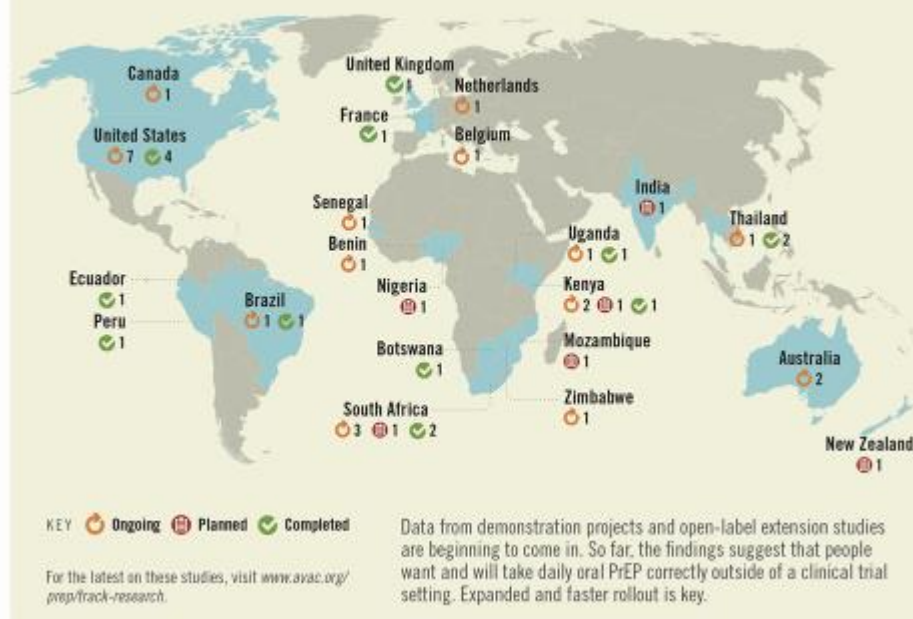 Canada
1
United States
7 4
United Kingdom
1
France
1
Netherlands
1
Belgium
1
Senegal
1
Benin
1
Nigeria
1
Uganda
1 1
Kenya
2 1 1
India
1
Thailand
1 2
Ecuador
1
Peru
1
Brazil
1 1
Botswana
1
Mozambique
1
South Africa
3 1 2
Zimbabwe
1
Australia
2
New Zealand
1
KEY Ongoing Planned Completed
For the latest on these studies, visit www.avac.org/
prep/track-research.
Data from demonstration projects and open-label extension studies
are beginning to come in. So far, the findings suggest that people
want and will take daily oral PrEP correctly outside of a clinical trial
setting. Expanded and faster rollout is key.